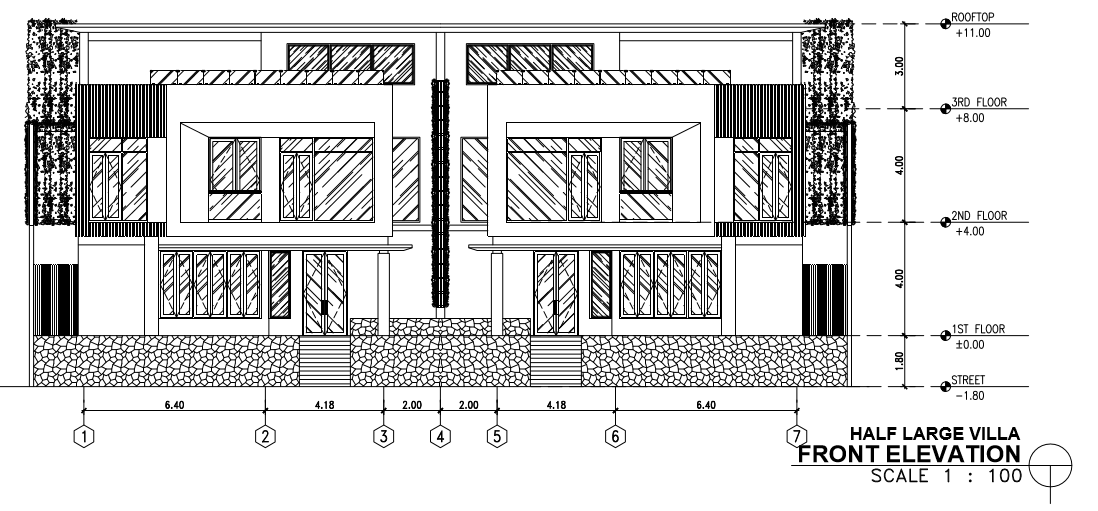 ROOFTOP
+11.00
3.00
3RD FLOOR
+8.00
4.00
2ND FLOOR
+4.00
4.00
1ST FLOOR
±0.00
1.80
STREET
-1.80
6.40 4.18 2.00 2.00 4.18 6.40
1 2 3 4 5 6 7
HALF LARGE VILLA
FRONT ELEVATION
SCALE 1 : 100